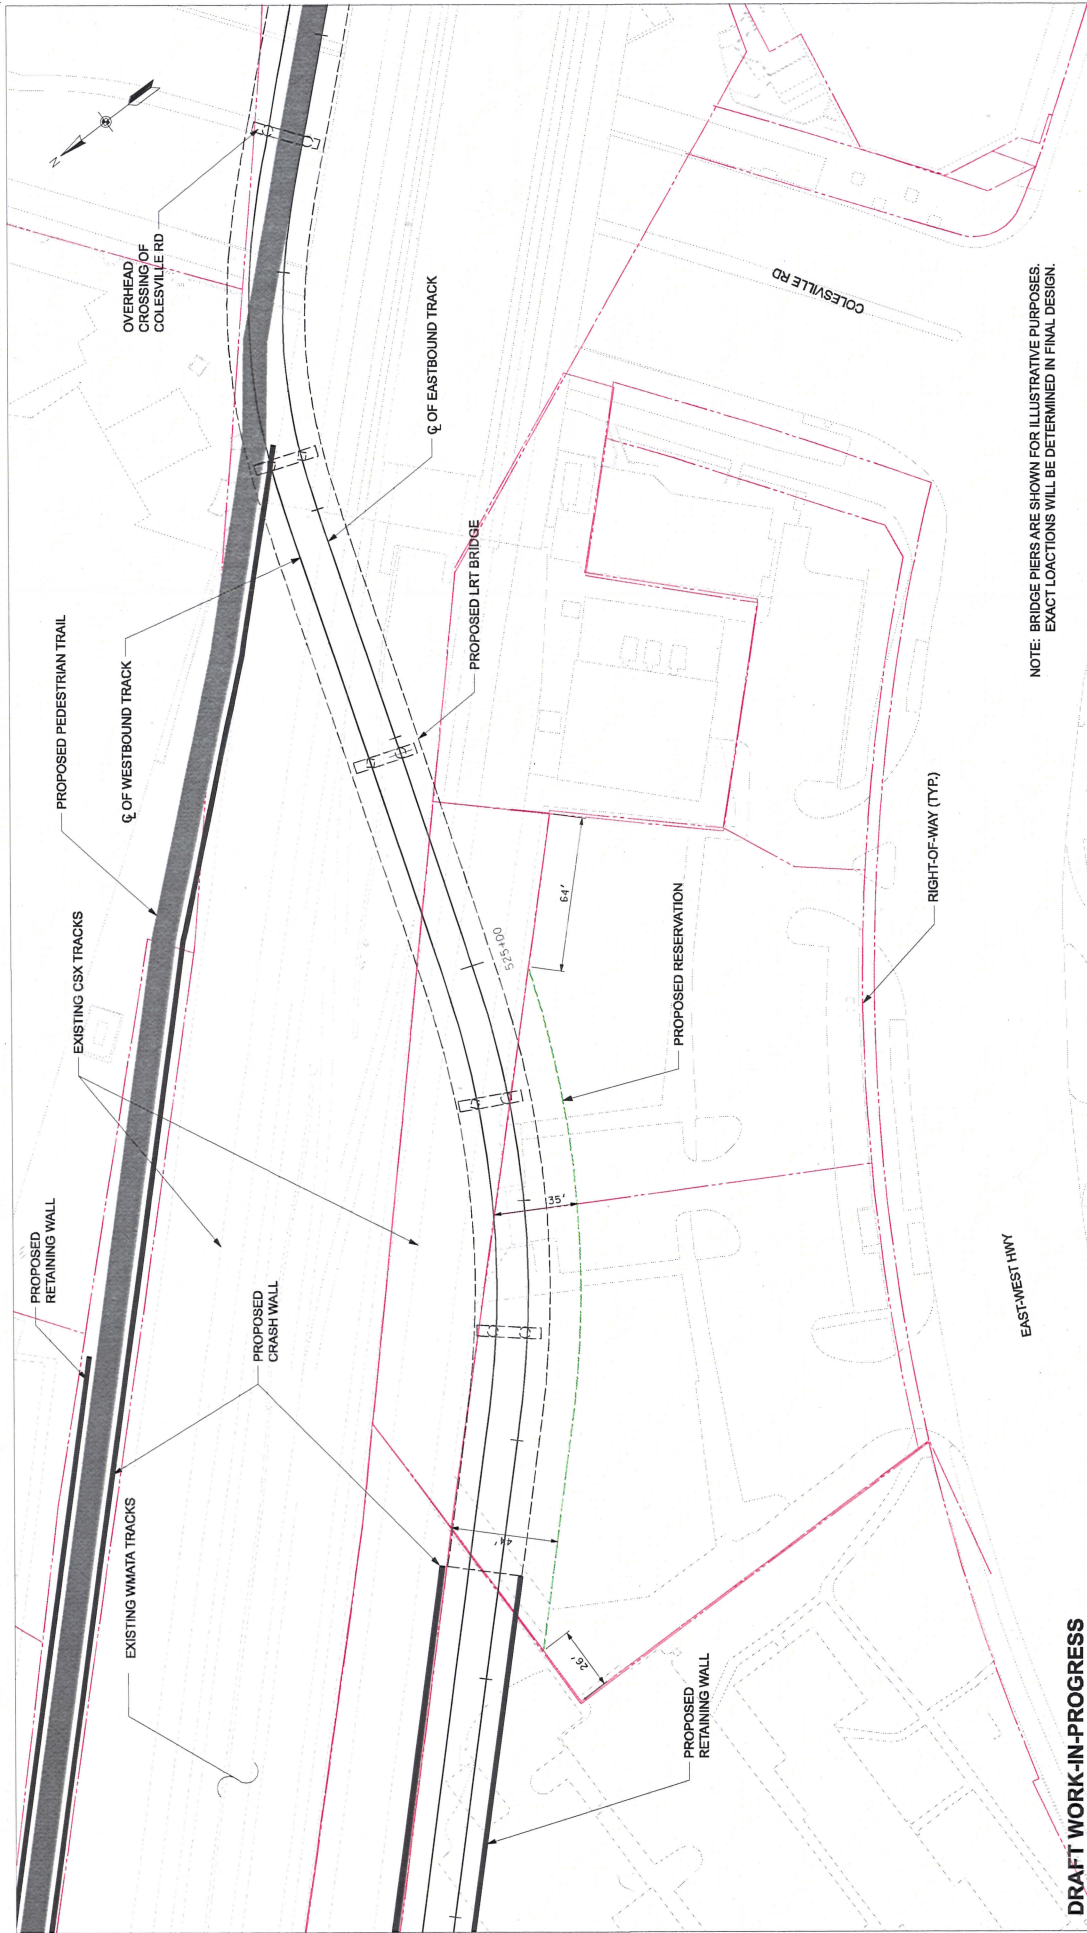 N
OVERHEAD
CROSSING OF
COLESVILLE RD
PROPOSED PEDESTRIAN TRAIL
℄ OF WESTBOUND TRACK
℄ OF EASTBOUND TRACK
EXISTING CSX TRACKS
PROPOSED LRT BRIDGE
COLESVILLE RD
PROPOSED
RETAINING WALL
PROPOSED
CRASH WALL
EXISTING WMATA TRACKS
525+00
64'
35'
44'
26'
PROPOSED RESERVATION
RIGHT-OF-WAY (TYP.)
EAST-WEST HWY
PROPOSED
RETAINING WALL
NOTE: BRIDGE PIERS ARE SHOWN FOR ILLUSTRATIVE PURPOSES.
EXACT LOACTIONS WILL BE DETERMINED IN FINAL DESIGN.
DRAFT WORK-IN-PROGRESS